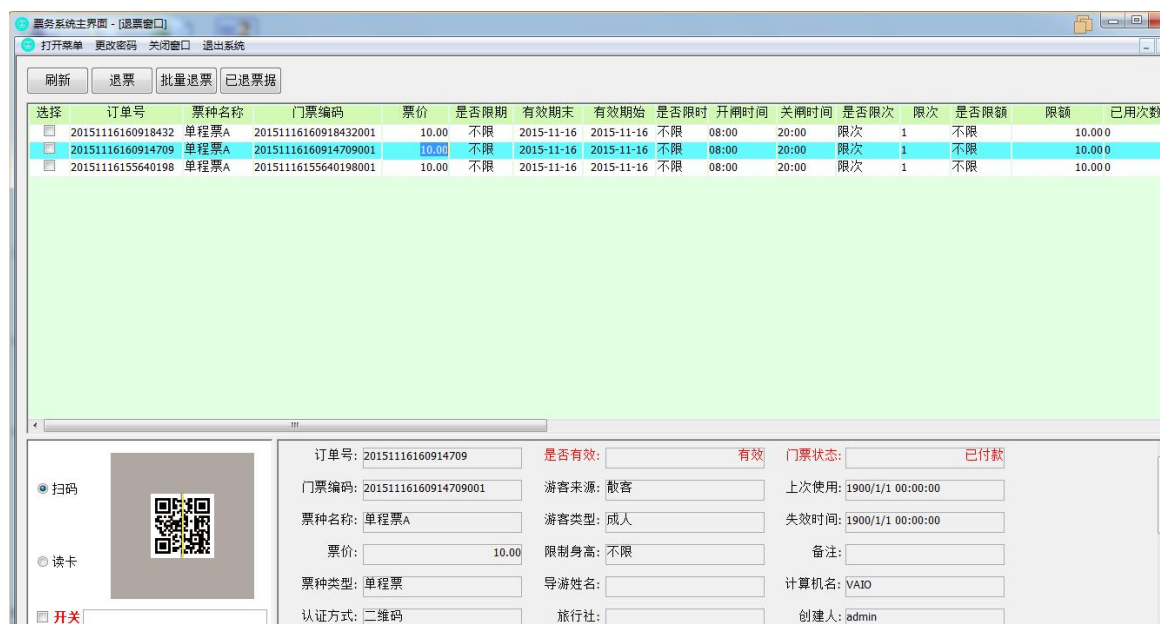 票务系统主界面 - [退票窗口]
打开菜单 更改密码 关闭窗口 退出系统
刷新 退票 批量退票 已退票据
选择 订单号 票种名称 门票编码 票价 是否限期 有效期末 有效期始 是否限时 开闸时间 关闸时间 是否限次 限次 是否限额 限额 已用次数
20151116160918432 单程票A 20151116160918432001 10.00 不限 2015-11-16 2015-11-16 不限 08:00 20:00 限次 1 不限 10.00 0
20151116160914709 单程票A 20151116160914709001 10.00 不限 2015-11-16 2015-11-16 不限 08:00 20:00 限次 1 不限 10.00 0
20151116155640198 单程票A 20151116155640198001 10.00 不限 2015-11-16 2015-11-16 不限 08:00 20:00 限次 1 不限 10.00 0
订单号: 20151116160914709 是否有效: 有效 门票状态: 已付款
扫码 门票编码: 20151116160914709001 游客来源: 散客 上次使用: 1900/1/1 00:00:00
票种名称: 单程票A 游客类型: 成人 失效时间: 1900/1/1 00:00:00
读卡 票价: 10.00 限制身高: 不限 备注:
票种类型: 单程票 导游姓名: 计算机名: VAIO
开关 认证方式: 二维码 旅行社: 创建人: admin